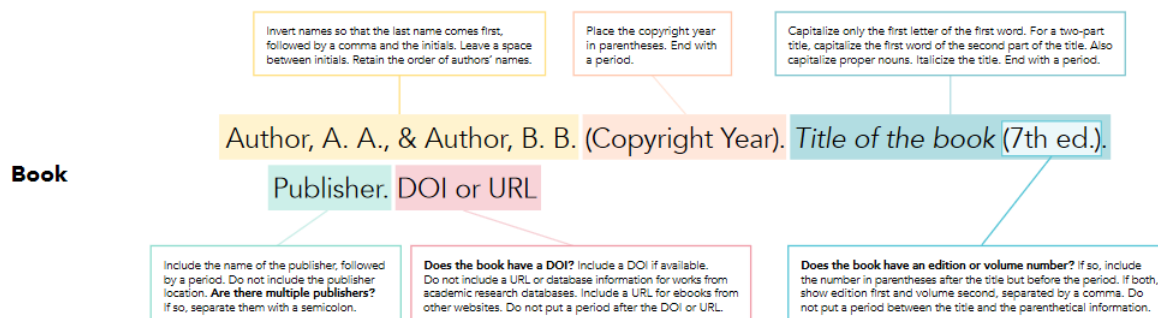 Invert names so that the last name comes first,
followed by a comma and the initials. Leave a space
between initials. Retain the order of authors' names.
Place the copyright year
in parentheses. End with
a period.
Capitalize only the first letter of the first word. For a two-part
title, capitalize the first word of the second part of the title. Also
capitalize proper nouns. Italicize the title. End with a period.
Author, A. A., & Author, B. B. (Copyright Year). Title of the book (7th ed.).
Book
Publisher. DOI or URL
Include the name of the publisher, followed
by a period. Do not include the publisher
location. Are there multiple publishers?
If so, separate them with a semicolon.
Does the book have a DOI? Include a DOI if available.
Do not include a URL or database information for works from
academic research databases. Include a URL for ebooks from
other websites. Do not put a period after the DOI or URL.
Does the book have an edition or volume number? If so, include
the number in parentheses after the title but before the period. If both,
show edition first and volume second, separated by a comma. Do
not put a period between the title and the parenthetical information.